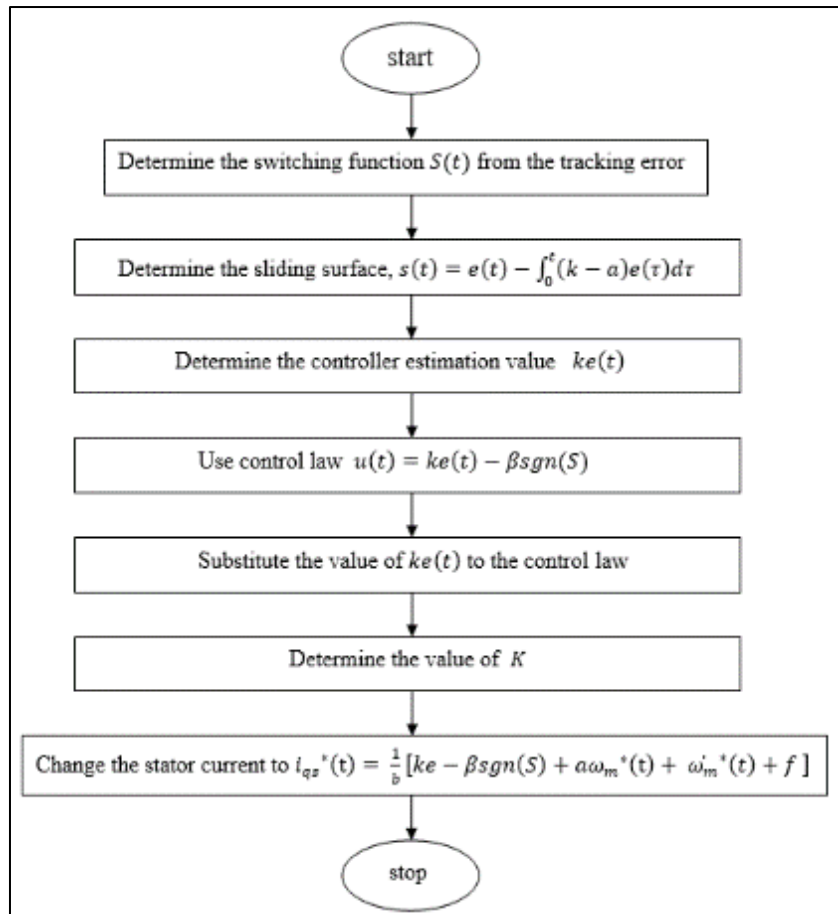 start
Determine the switching function S(t) from the tracking error
Determine the sliding surface, s(t) = e(t) − ∫₀ᵗ(k − a)e(τ)dτ
Determine the controller estimation value ke(t)
Use control law u(t) = ke(t) − βsgn(S)
Substitute the value of ke(t) to the control law
Determine the value of K
Change the stator current to i_qs*(t) = 1/b [ke − βsgn(S) + aω_m*(t) + ω̇_m*(t) + f ]
stop